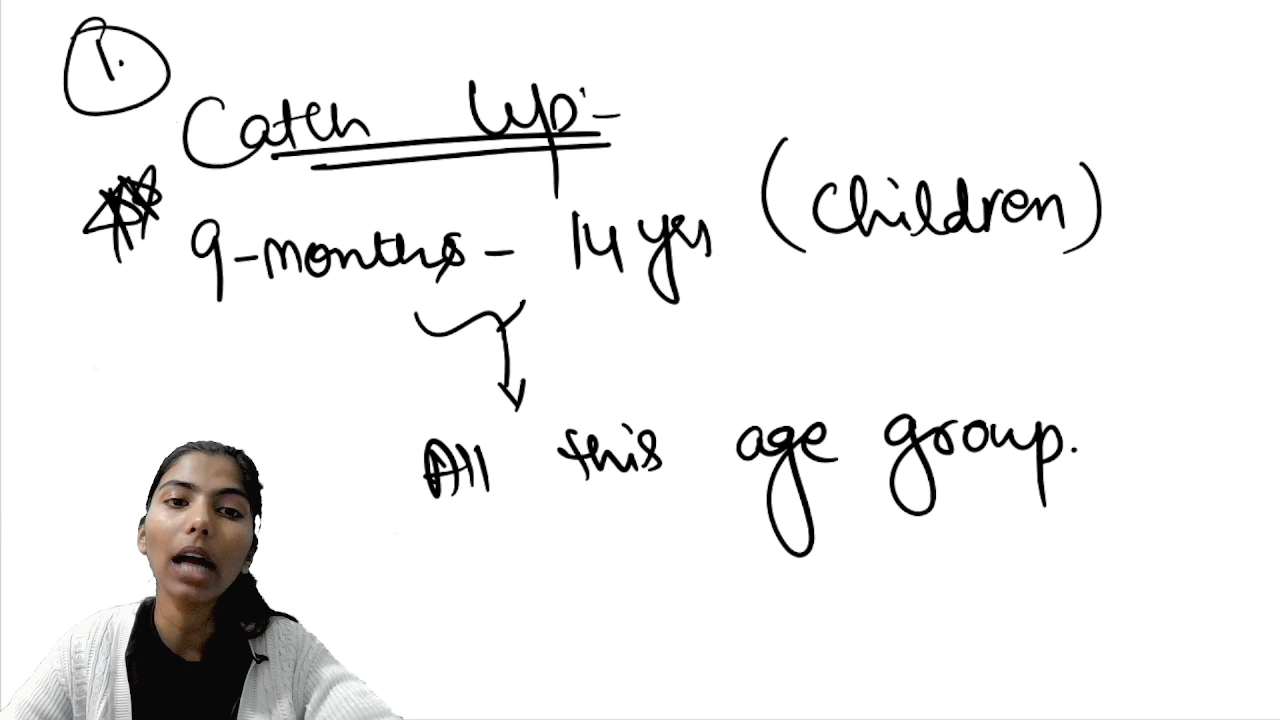 1.
Catch Up:-
9-months - 14 yrs (Children)
All this age group.